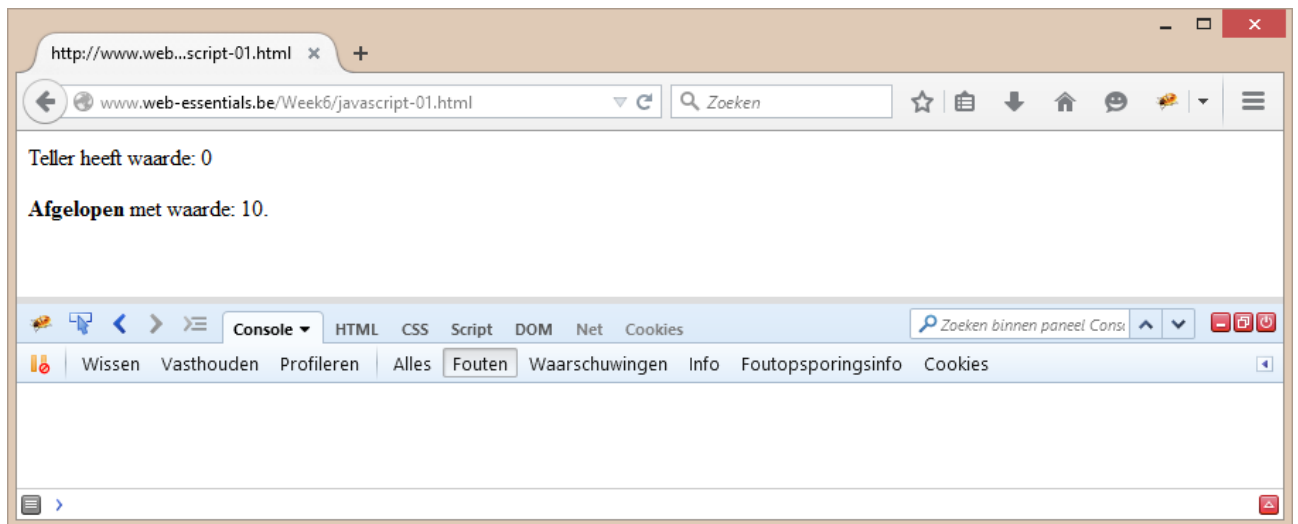 http://www.web...script-01.html
www.web-essentials.be/Week6/javascript-01.html
Zoeken
Teller heeft waarde: 0
Afgelopen met waarde: 10.
Console HTML CSS Script DOM Net Cookies
Zoeken binnen paneel Conso
Wissen Vasthouden Profileren Alles Fouten Waarschuwingen Info Foutopsporingsinfo Cookies